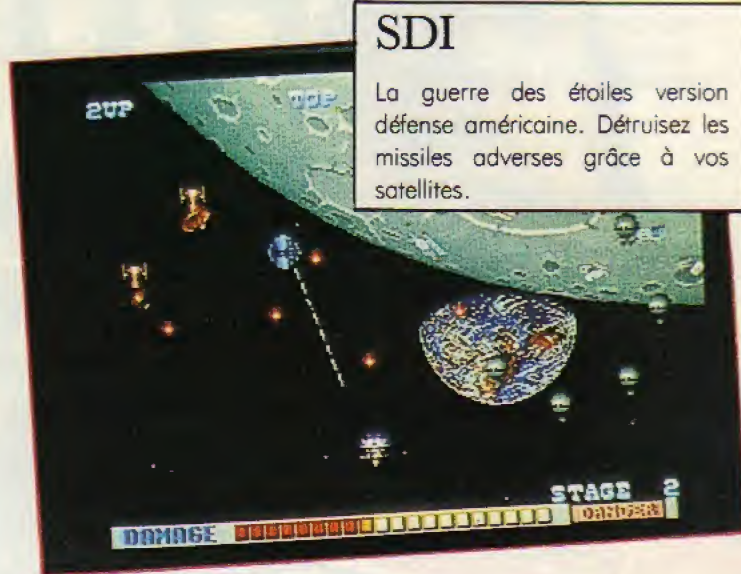 SDI
La guerre des étoiles version
défense américaine. Détruisez les
missiles adverses grâce à vos
satellites.
2UP TOP
STAGE 2
DAMAGE DANGER